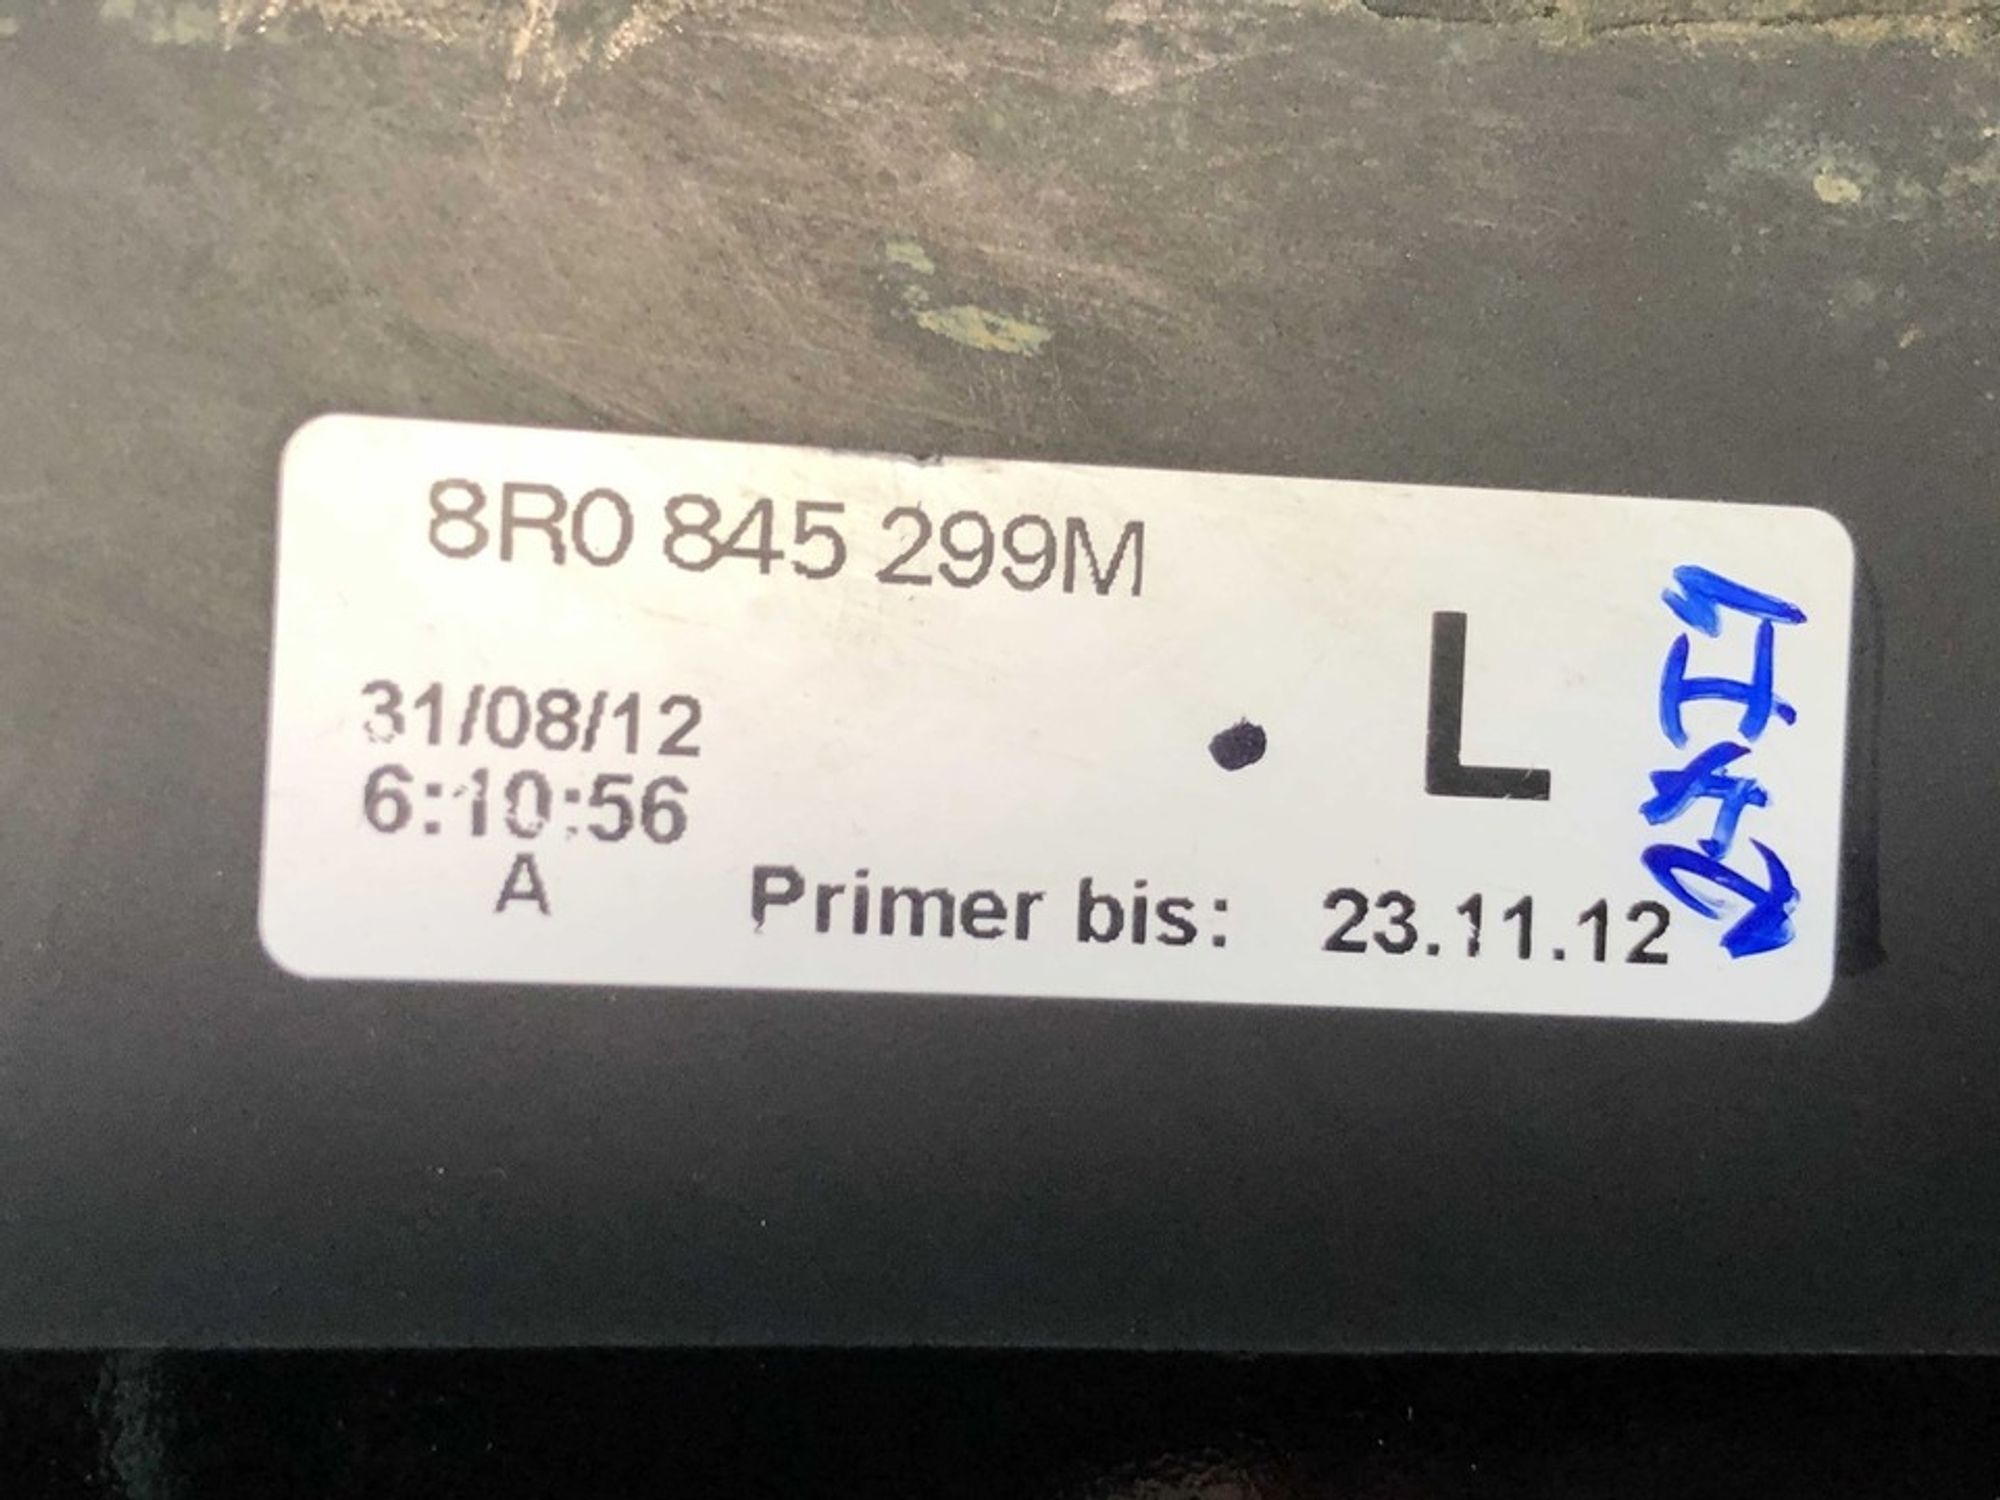 8R0 845 299M
L
31/08/12
6:10:56
A
Primer bis: 23.11.12